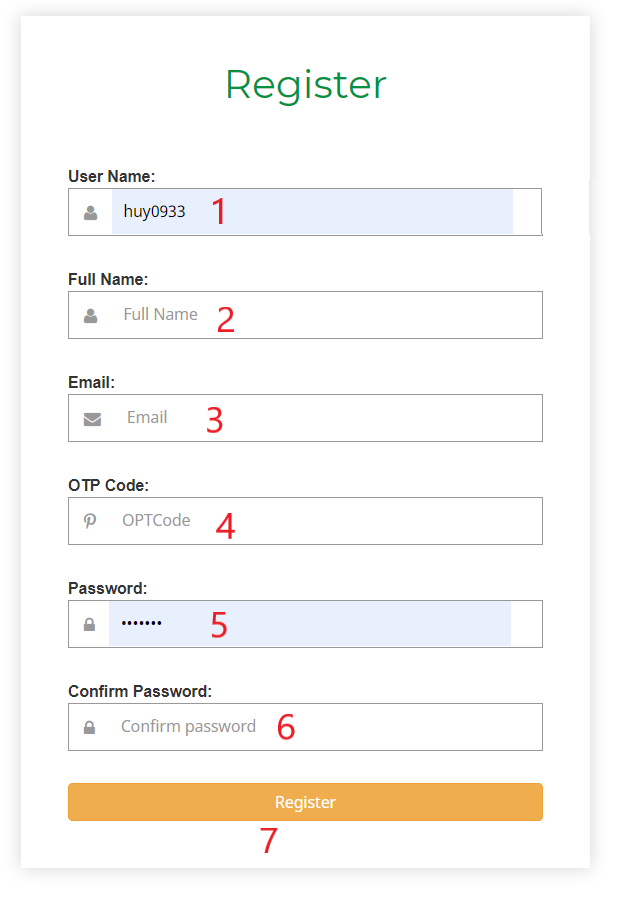 Register
User Name:
huy0933 1
Full Name:
Full Name 2
Email:
Email 3
OTP Code:
OPTCode 4
Password:
••••••• 5
Confirm Password:
Confirm password 6
Register
7